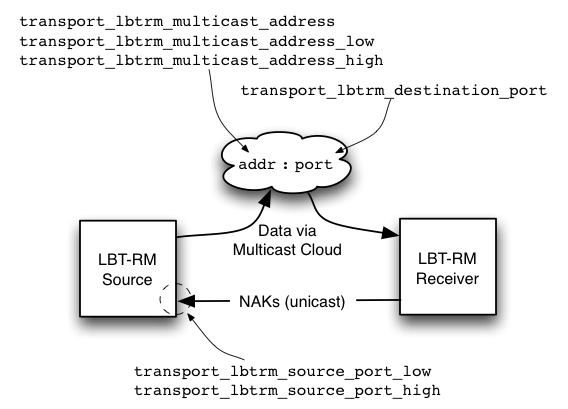 transport_lbtrm_multicast_address
transport_lbtrm_multicast_address_low
transport_lbtrm_multicast_address_high
transport_lbtrm_destination_port
addr : port
Data via
Multicast Cloud
LBT-RM
Source
LBT-RM
Receiver
NAKs (unicast)
transport_lbtrm_source_port_low
transport_lbtrm_source_port_high